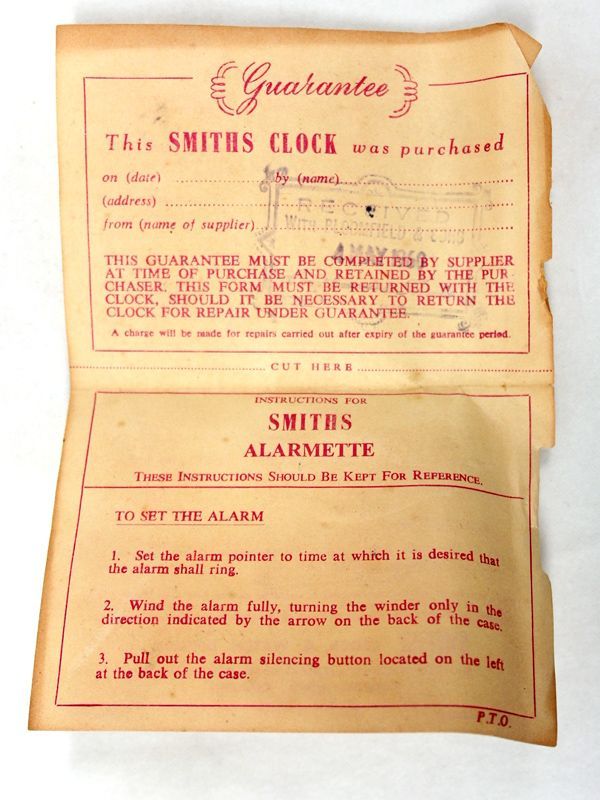 Guarantee
This SMITHS CLOCK was purchased
on (date) .................... by (name)..............................
(address) ..............................
from (name of supplier)..............................
RECEIVED
WITH BLOOMFIELD & CONS
4 MAY 1960
THIS GUARANTEE MUST BE COMPLETED BY SUPPLIER
AT TIME OF PURCHASE AND RETAINED BY THE PUR-
CHASER. THIS FORM MUST BE RETURNED WITH THE
CLOCK, SHOULD IT BE NECESSARY TO RETURN THE
CLOCK FOR REPAIR UNDER GUARANTEE.
A charge will be made for repairs carried out after expiry of the guarantee period.
CUT HERE
INSTRUCTIONS FOR
SMITHS
ALARMETTE
THESE INSTRUCTIONS SHOULD BE KEPT FOR REFERENCE.
TO SET THE ALARM
1. Set the alarm pointer to time at which it is desired that
the alarm shall ring.
2. Wind the alarm fully, turning the winder only in the
direction indicated by the arrow on the back of the case.
3. Pull out the alarm silencing button located on the left
at the back of the case.
P.T.O.